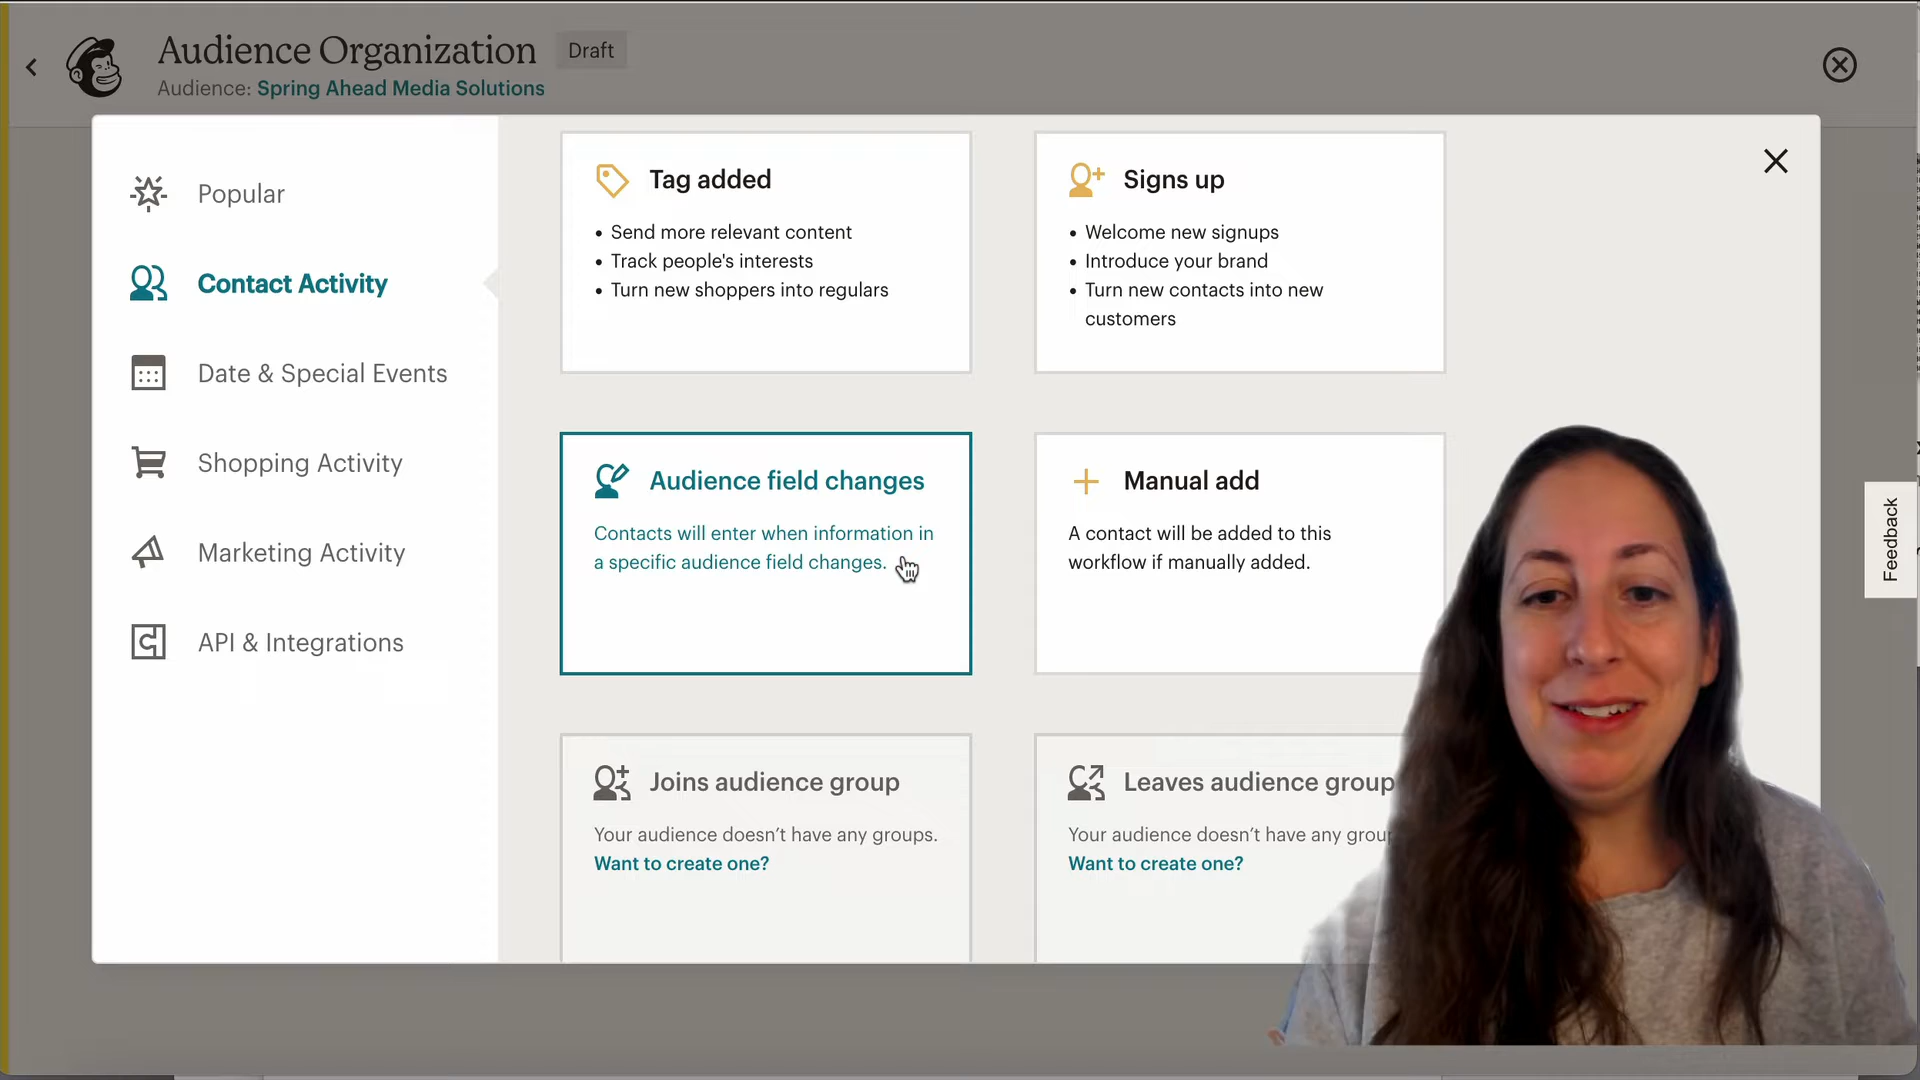 Audience Organization
Draft
Audience: Spring Ahead Media Solutions
Popular
Contact Activity
Date & Special Events
Shopping Activity
Marketing Activity
API & Integrations
Tag added
• Send more relevant content
• Track people's interests
• Turn new shoppers into regulars
Signs up
• Welcome new signups
• Introduce your brand
• Turn new contacts into new
customers
Audience field changes
Contacts will enter when information in
a specific audience field changes.
Manual add
A contact will be added to this
workflow if manually added.
Joins audience group
Your audience doesn’t have any groups.
Want to create one?
Leaves audience group
Your audience doesn’t have any
Want to create one?
Feedback